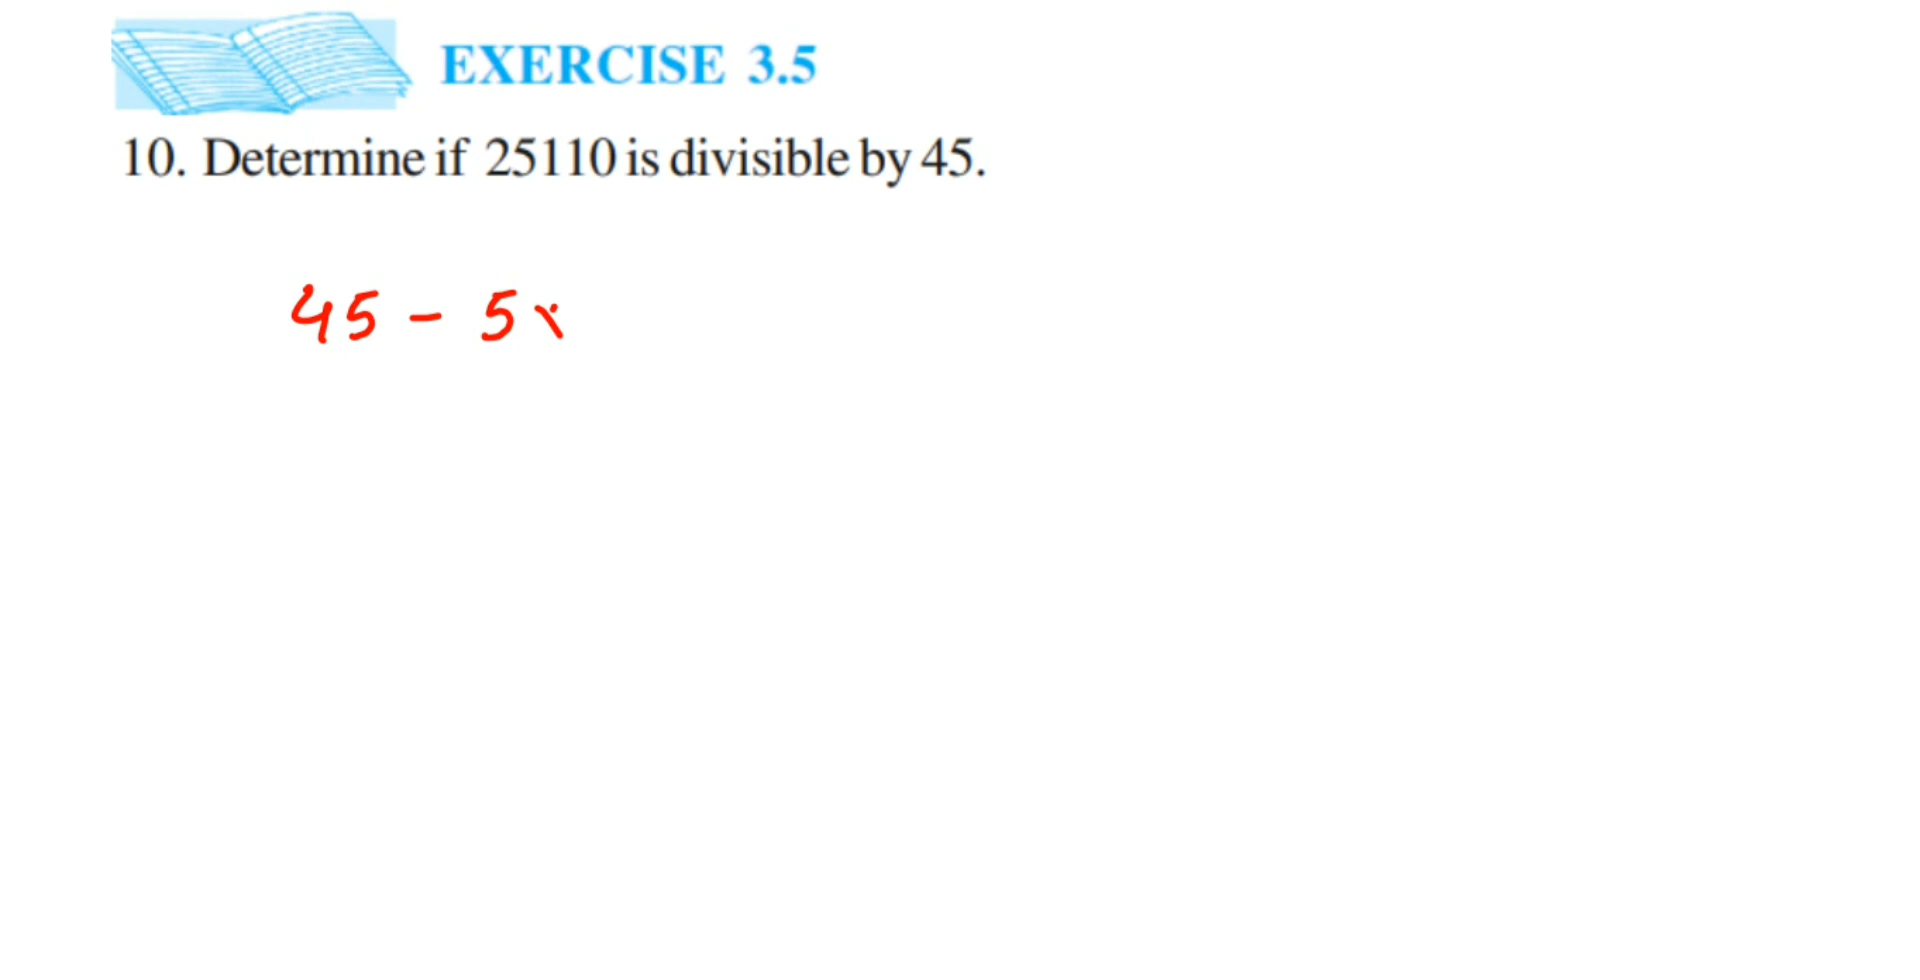 EXERCISE 3.5
10. Determine if 25110 is divisible by 45.
45 - 5